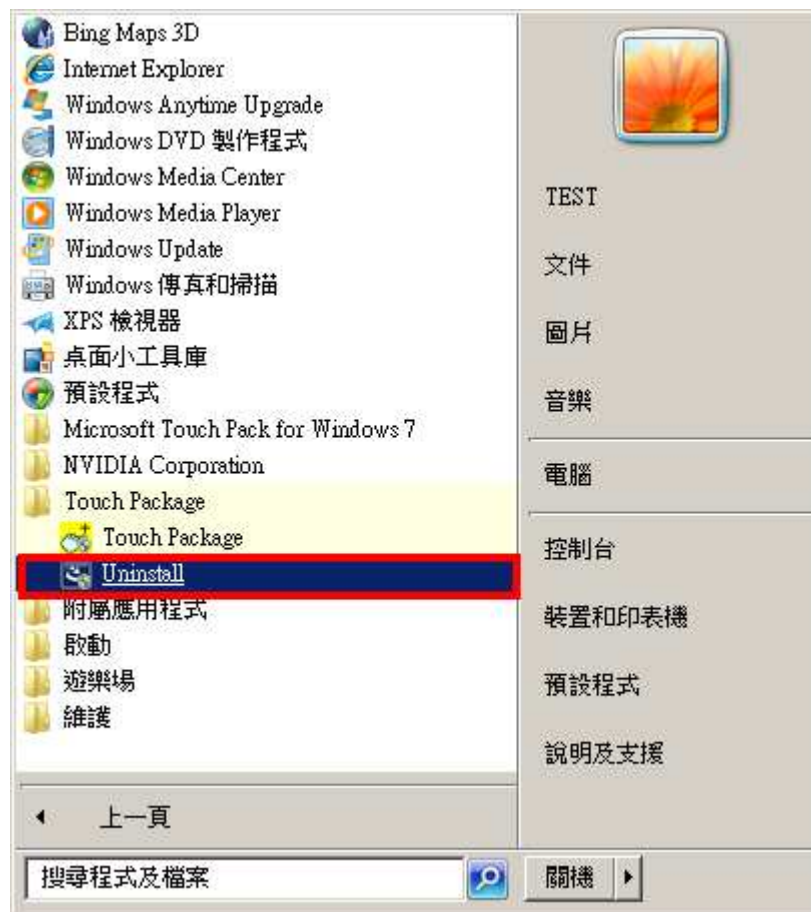 Bing Maps 3D
Internet Explorer
Windows Anytime Upgrade
Windows DVD 製作程式
Windows Media Center
Windows Media Player
Windows Update
Windows 傳真和掃描
XPS 檢視器
桌面小工具庫
預設程式
Microsoft Touch Pack for Windows 7
NVIDIA Corporation
Touch Package
Touch Package
Uninstall
附屬應用程式
啟動
遊樂場
維護
上一頁
搜尋程式及檔案
TEST
文件
圖片
音樂
電腦
控制台
裝置和印表機
預設程式
說明及支援
關機